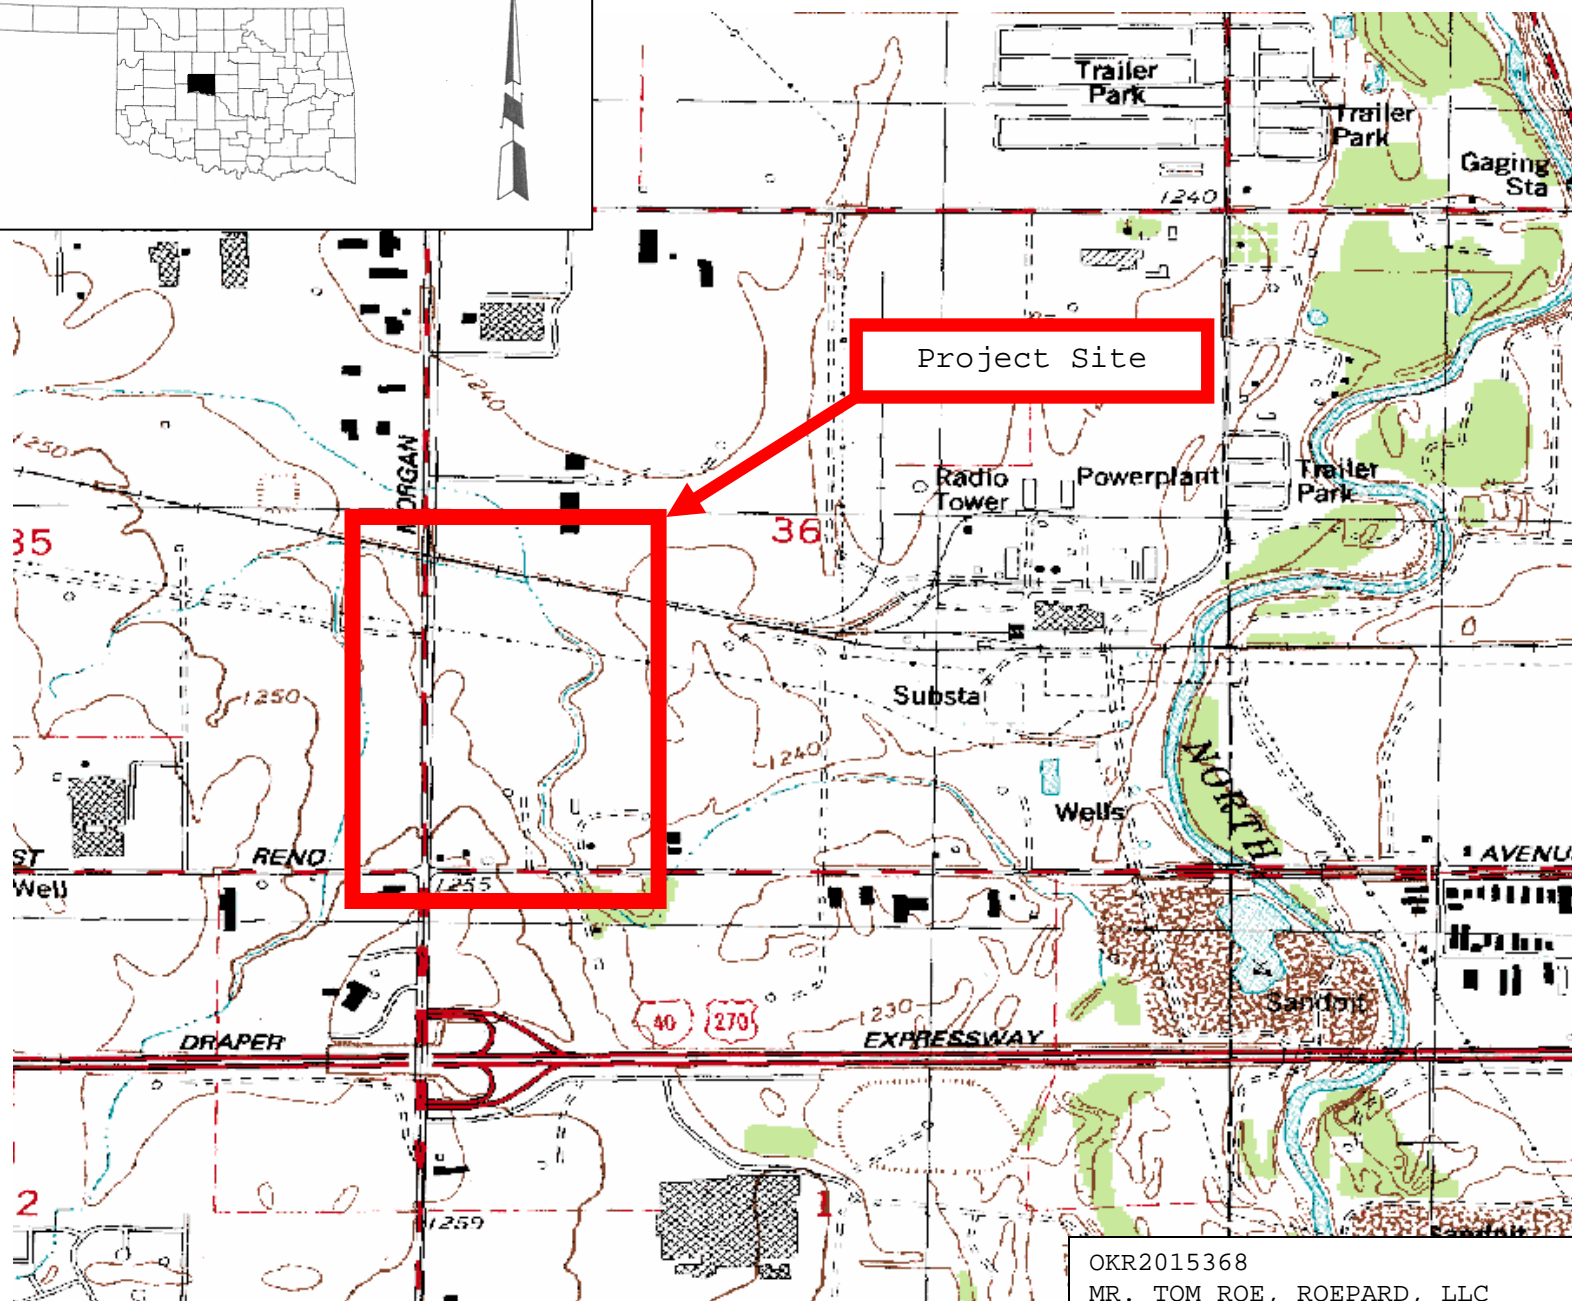 Trailer
Park
Trailer
Park
Gaging
Sta
1240
Project Site
1240
MORGAN
1250
Radio
Tower
Powerplant
Trailer
Park
35
36
1250
Substa
1240
NORTH
Wells
ST
RENO
AVENU
Well
1255
Sandpit
40
270
1230
DRAPER
EXPRESSWAY
2
1
1259
Sandpit
OKR2015368
MR. TOM ROE, ROEPARD, LLC